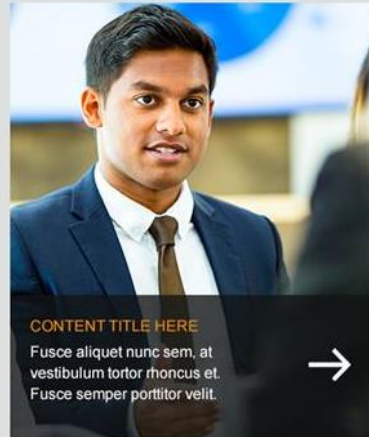 CONTENT TITLE HERE
Fusce aliquet nunc sem, at
vestibulum tortor rhoncus et.
Fusce semper porttitor velit.